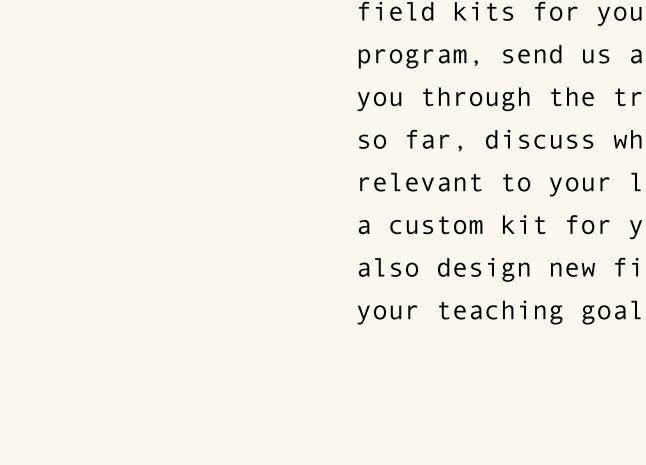 field kits for you
program, send us a
you through the tr
so far, discuss wh
relevant to your l
a custom kit for y
also design new fi
your teaching goal